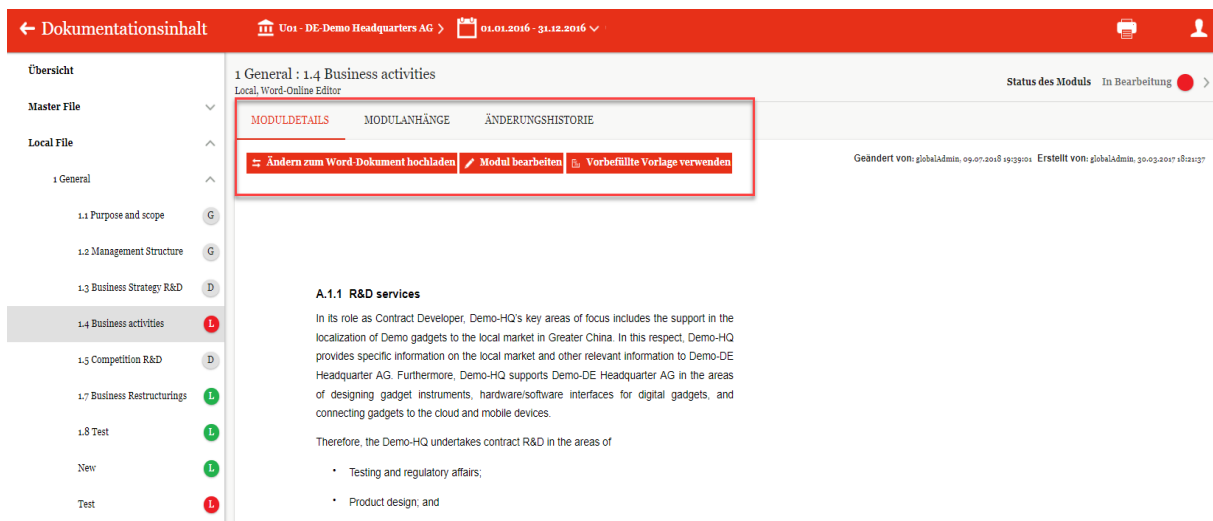 Dokumentationsinhalt
U01 - DE-Demo Headquarters AG
01.01.2016 - 31.12.2016
Übersicht
Master File
Local File
1 General
1.1 Purpose and scope G
1.2 Management Structure G
1.3 Business Strategy R&D D
1.4 Business activities L
1.5 Competition R&D D
1.7 Business Restructurings L
1.8 Test L
New L
Test L
1 General : 1.4 Business activities
Local, Word-Online Editor
Status des Moduls In Bearbeitung
MODULDETAILS MODULANHÄNGE ÄNDERUNGSHISTORIE
Ändern zum Word-Dokument hochladen Modul bearbeiten Vorbefüllte Vorlage verwenden
Geändert von: globalAdmin, 09.07.2018 19:39:01 Erstellt von: globalAdmin, 30.03.2017 18:21:37
A.1.1 R&D services
In its role as Contract Developer, Demo-HQ's key areas of focus includes the support in the
localization of Demo gadgets to the local market in Greater China. In this respect, Demo-HQ
provides specific information on the local market and other relevant information to Demo-DE
Headquarter AG. Furthermore, Demo-HQ supports Demo-DE Headquarter AG in the areas
of designing gadget instruments, hardware/software interfaces for digital gadgets, and
connecting gadgets to the cloud and mobile devices.
Therefore, the Demo-HQ undertakes contract R&D in the areas of
• Testing and regulatory affairs;
• Product design; and